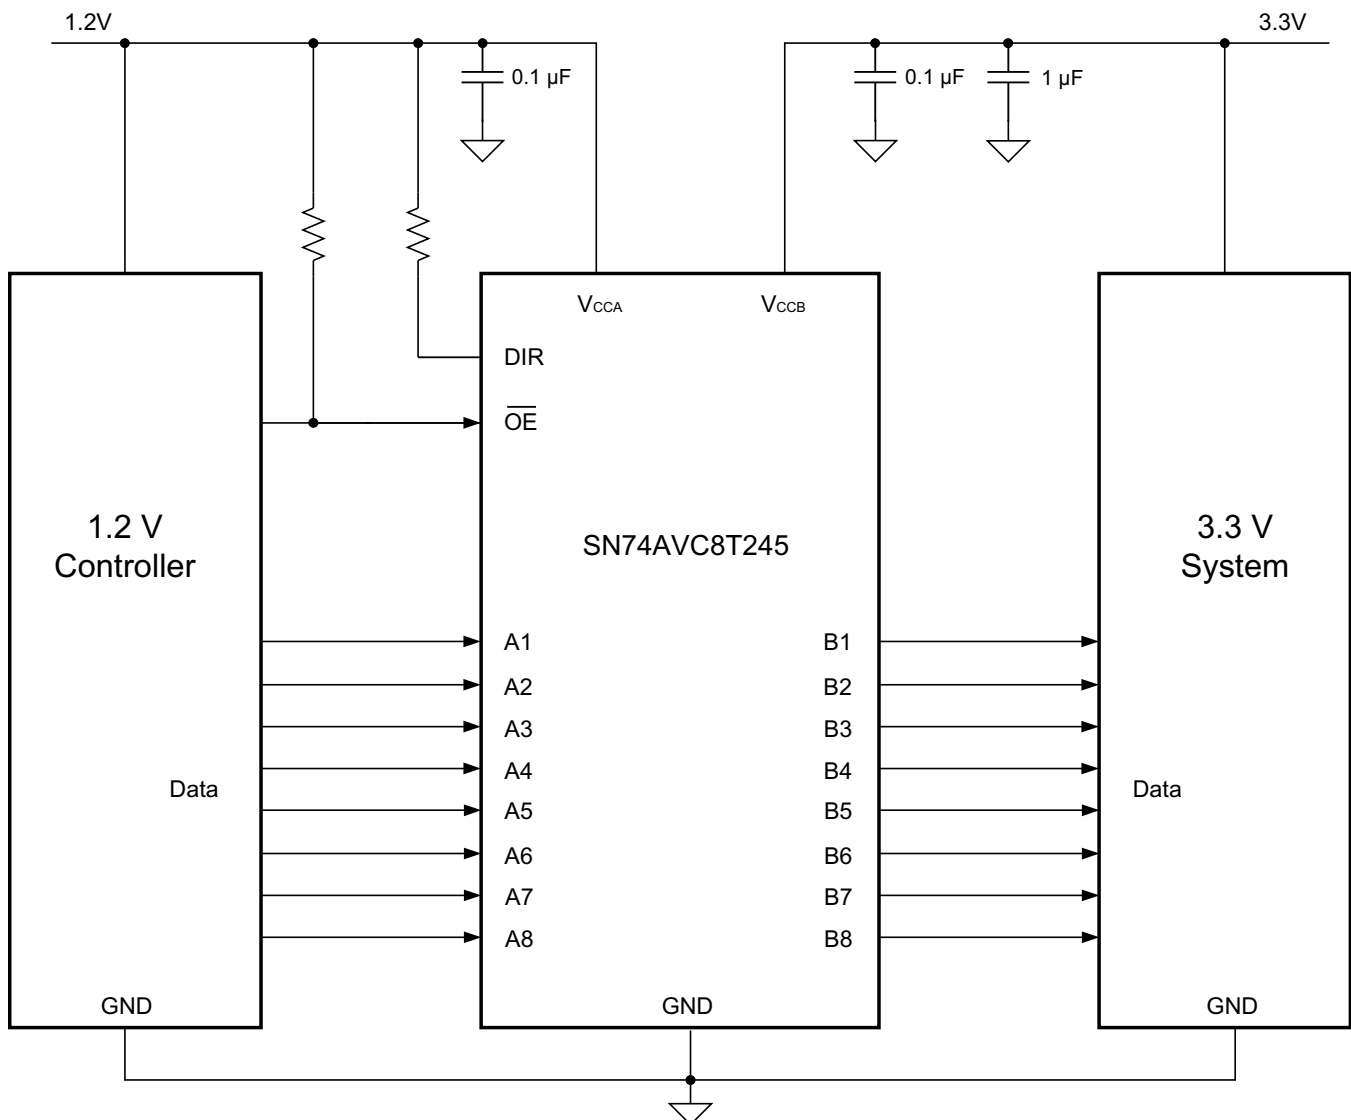 1.2V
3.3V
0.1 µF
0.1 µF
1 µF
VCCA
VCCB
DIR
OE
1.2 V
Controller
SN74AVC8T245
3.3 V
System
A1
B1
A2
B2
A3
B3
A4
B4
Data
Data
A5
B5
A6
B6
A7
B7
A8
B8
GND
GND
GND